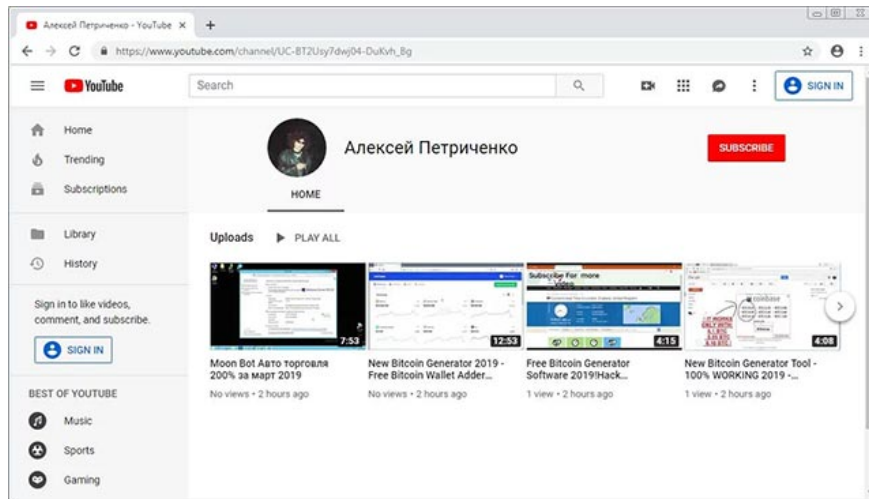 Алексей Петриченко - YouTube
https://www.youtube.com/channel/UC-BT2Usy7dwj04-DuKvh_Bg
YouTube
Search
SIGN IN
Home
Trending
Subscriptions
Library
History
Sign in to like videos,
comment, and subscribe.
SIGN IN
BEST OF YOUTUBE
Music
Sports
Gaming
Алексей Петриченко
SUBSCRIBE
HOME
Uploads
PLAY ALL
7:53
Moon Bot Авто торговля
200% за март 2019
No views • 2 hours ago
12:53
New Bitcoin Generator 2019 -
Free Bitcoin Wallet Adder...
No views • 2 hours ago
Subscribe For more
Video
4:15
Free Bitcoin Generator
Software 2019!Hack...
1 view • 2 hours ago
coinbase
IT WORKS
ONLY WITH
4:08
New Bitcoin Generator Tool -
100% WORKING 2019 -...
1 view • 2 hours ago